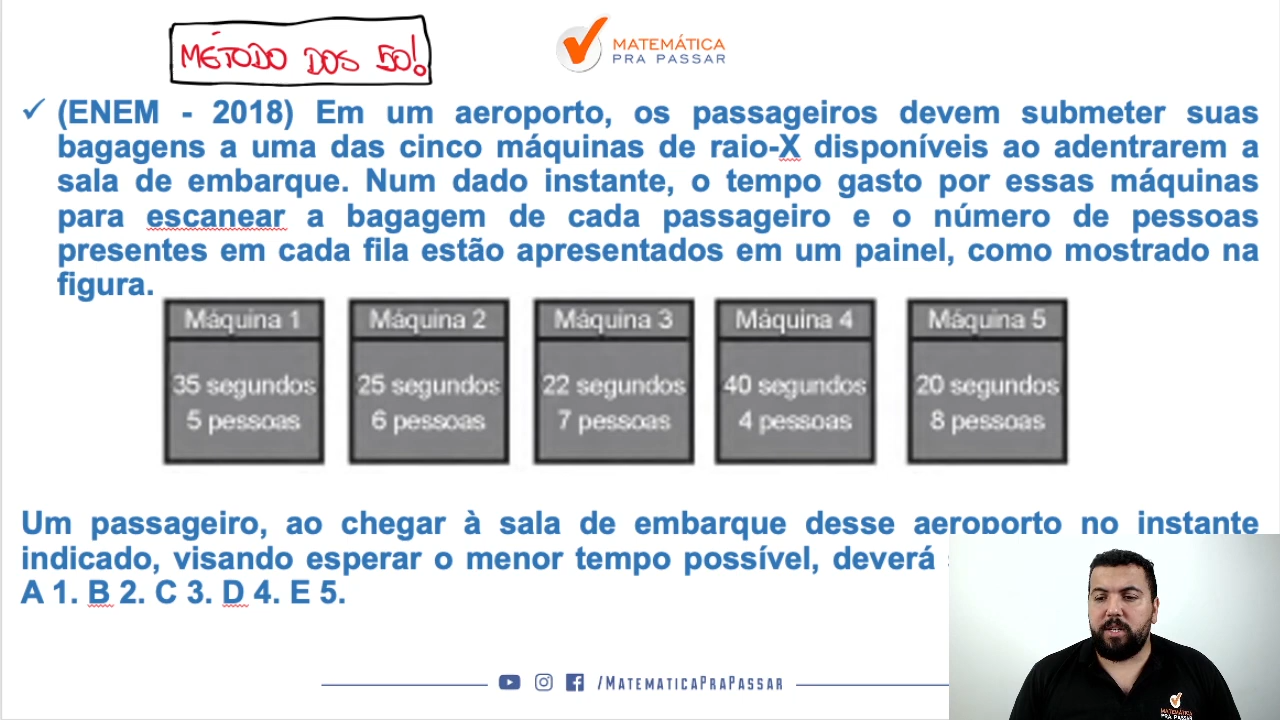 MÉTODO DOS 50!
MATEMÁTICA
PRA PASSAR
✓ (ENEM - 2018) Em um aeroporto, os passageiros devem submeter suas
bagagens a uma das cinco máquinas de raio-X disponíveis ao adentrarem a
sala de embarque. Num dado instante, o tempo gasto por essas máquinas
para escanear a bagagem de cada passageiro e o número de pessoas
presentes em cada fila estão apresentados em um painel, como mostrado na
figura.
Máquina 1
35 segundos
5 pessoas
Máquina 2
25 segundos
6 pessoas
Máquina 3
22 segundos
7 pessoas
Máquina 4
40 segundos
4 pessoas
Máquina 5
20 segundos
8 pessoas
Um passageiro, ao chegar à sala de embarque desse aeroporto no instante
indicado, visando esperar o menor tempo possível, deverá
A 1. B 2. C 3. D 4. E 5.
/MATEMATICAPRAPASSAR
MATEMÁTICA
PRA PASSAR